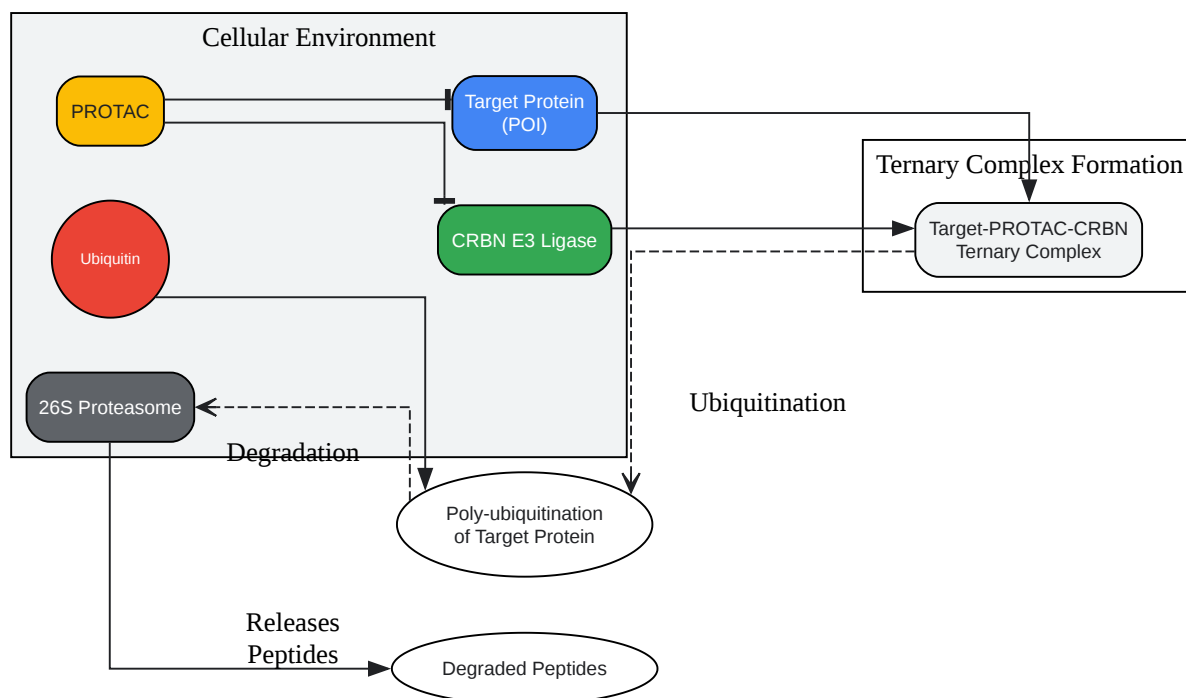 Cellular Environment
PROTAC
Target Protein
(POI)
Ternary Complex Formation
Ubiquitin
CRBN E3 Ligase
Target-PROTAC-CRBN
Ternary Complex
26S Proteasome
Ubiquitination
Degradation
Poly-ubiquitination
of Target Protein
Releases
Peptides
Degraded Peptides